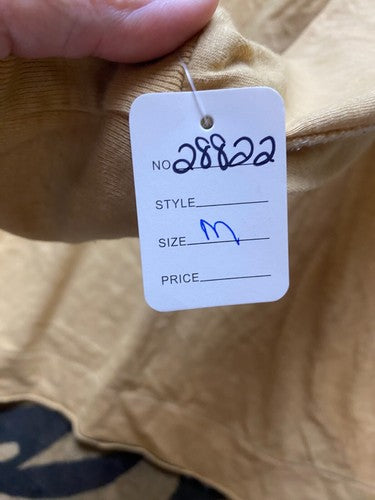 NO 28822
STYLE
SIZE M
PRICE